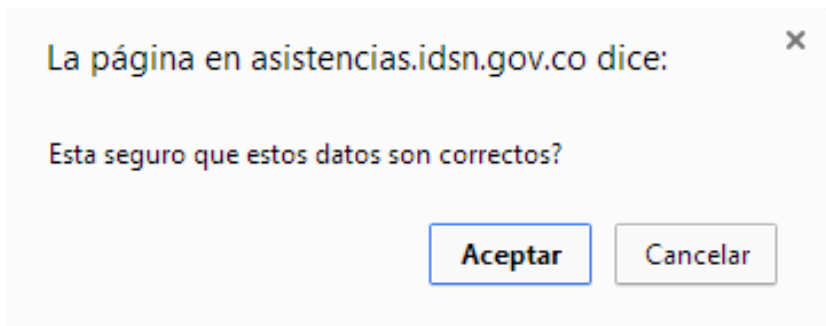 La página en asistencias.idsn.gov.co dice:
Esta seguro que estos datos son correctos?
Aceptar Cancelar